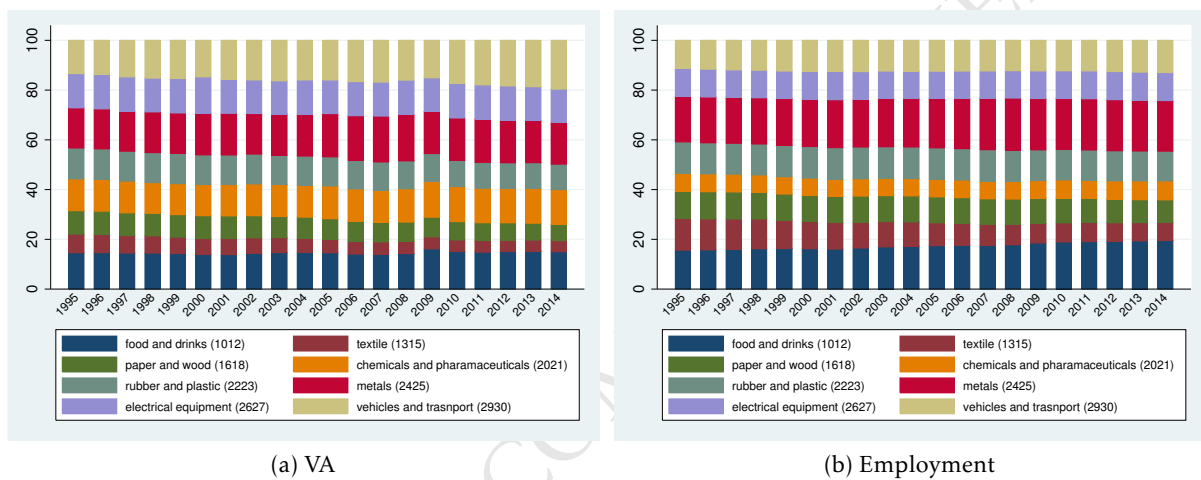 100
80
60
40
20
0
1995 1996 1997 1998 1999 2000 2001 2002 2003 2004 2005 2006 2007 2008 2009 2010 2011 2012 2013 2014
food and drinks (1012) textile (1315)
paper and wood (1618) chemicals and pharamaceuticals (2021)
rubber and plastic (2223) metals (2425)
electrical equipment (2627) vehicles and trasnport (2930)
(a) VA
100
80
60
40
20
0
1995 1996 1997 1998 1999 2000 2001 2002 2003 2004 2005 2006 2007 2008 2009 2010 2011 2012 2013 2014
food and drinks (1012) textile (1315)
paper and wood (1618) chemicals and pharamaceuticals (2021)
rubber and plastic (2223) metals (2425)
electrical equipment (2627) vehicles and trasnport (2930)
(b) Employment